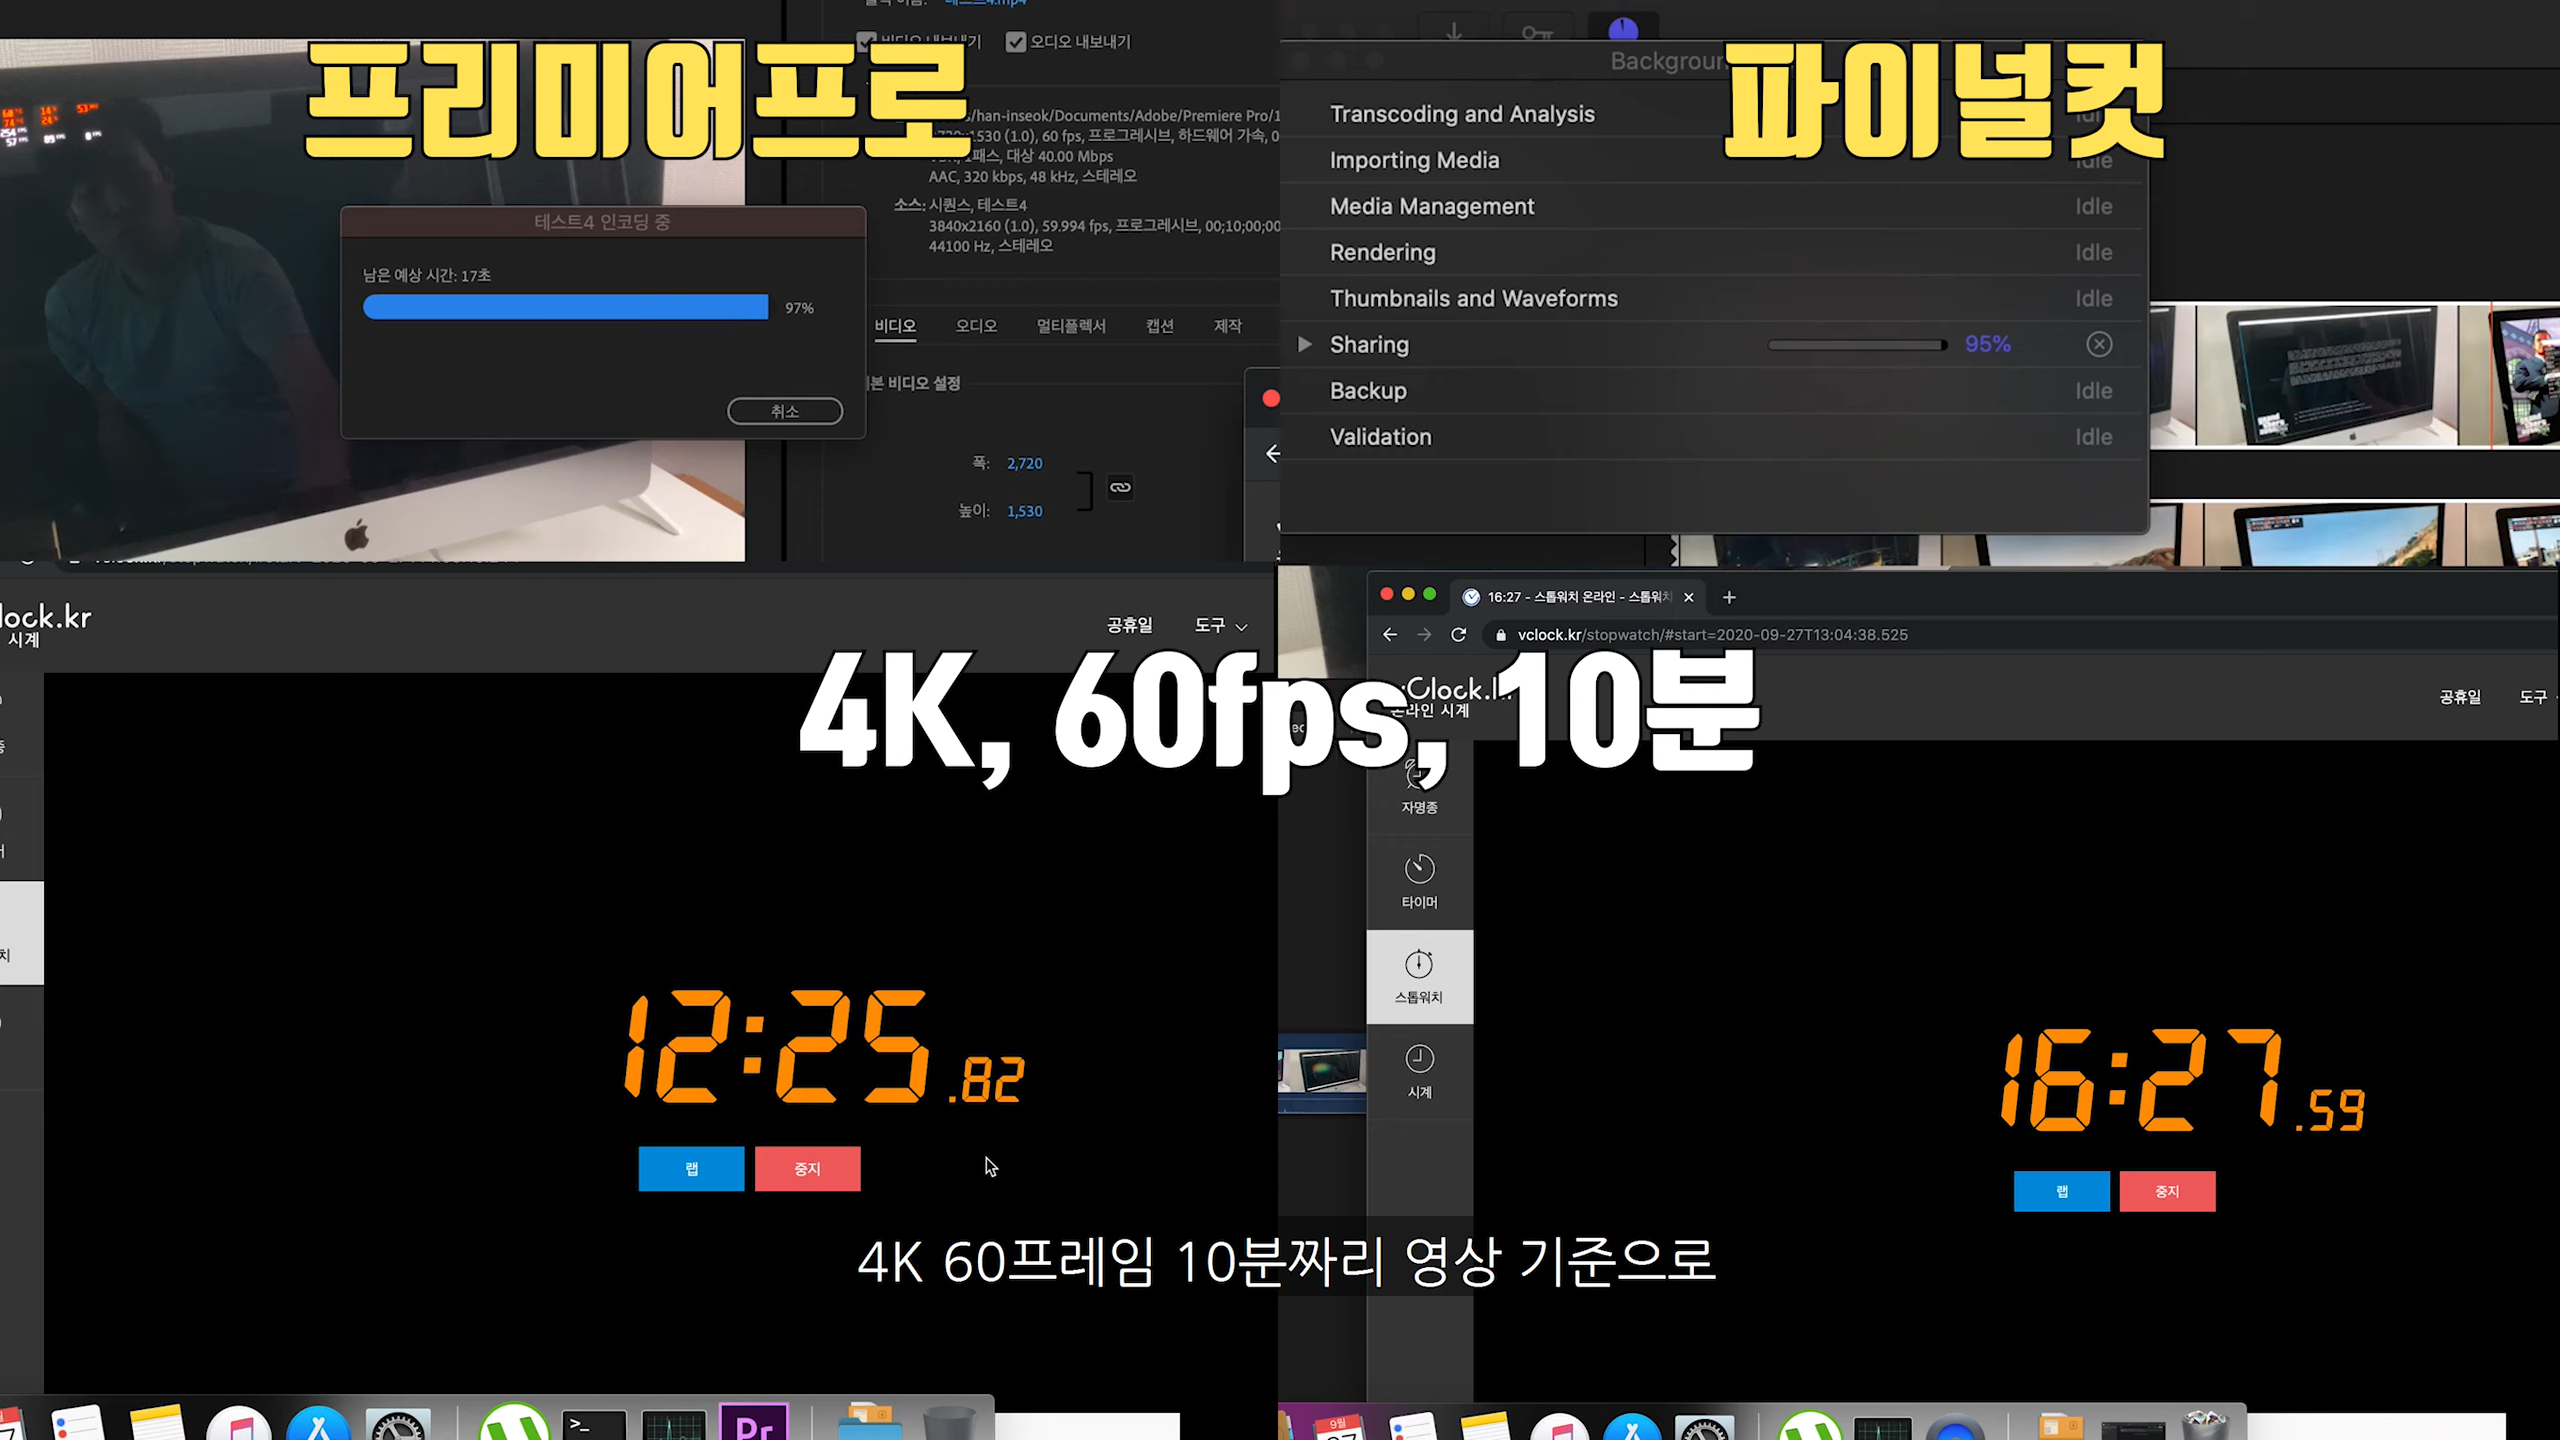 테스트4.mp4
오디오 내보내기
프리미어프로
han-inseok/Documents/Adobe/Premiere Pro/1
1530 (1.0), 60 fps, 프로그레시브, 하드웨어 가속, 0
1패스, 대상 40.00 Mbps
AAC, 320 kbps, 48 kHz, 스테레오
소스: 시퀀스, 테스트4
3840x2160 (1.0), 59.994 fps, 프로그레시브, 00;10;00;00
44100 Hz, 스테레오
테스트4 인코딩 중
남은 예상 시간: 17초
97%
취소
비디오 오디오 멀티플렉서 캡션 제작
비디오 설정
폭: 2,720
높이: 1,530
파이널컷
Transcoding and Analysis
Importing Media Idle
Media Management Idle
Rendering Idle
Thumbnails and Waveforms Idle
Sharing 95%
Backup Idle
Validation Idle
lock.kr
시계
공휴일 도구
16:27 - 스톱워치 온라인 - 스톱워치
vclock.kr/stopwatch/#start=2020-09-27T13:04:38.525
공휴일 도구
4K, 60fps, 10분
12:25.82
랩 중지
시계
자명종
타이머
스톱워치
시계
16:27.59
랩 중지
4K 60프레임 10분짜리 영상 기준으로
Pr
9월